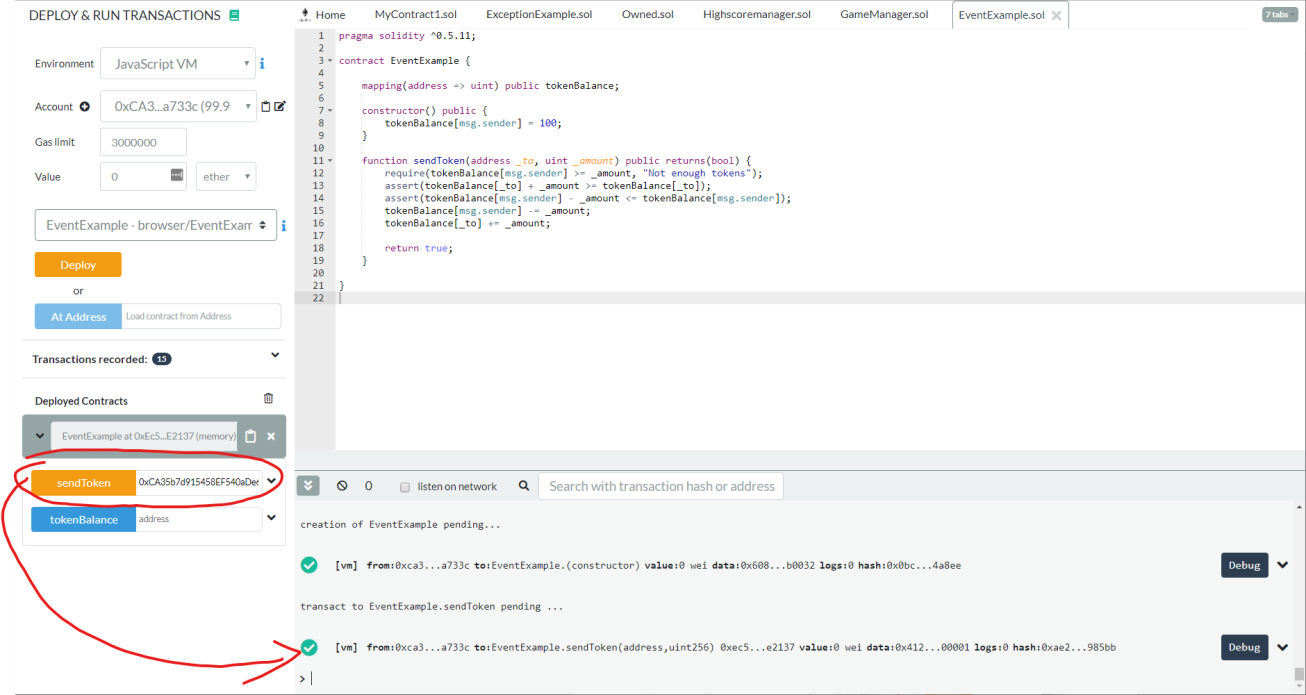 DEPLOY & RUN TRANSACTIONS
Environment JavaScript VM
Account 0xCA3...a733c (99.9
Gas limit 3000000
Value 0 ether
EventExample - browser/EventExam
Deploy
or
At Address Load contract from Address
Transactions recorded: 15
Deployed Contracts
EventExample at 0xEc5...E2137 (memory)
sendToken 0xCA35b7d915458EF540aDe6
tokenBalance address
Home MyContract1.sol ExceptionExample.sol Owned.sol Highscoremanager.sol GameManager.sol EventExample.sol 7 tabs
1 pragma solidity ^0.5.11;
2
3 contract EventExample {
4
5 mapping(address => uint) public tokenBalance;
6
7 constructor() public {
8 tokenBalance[msg.sender] = 100;
9 }
10
11 function sendToken(address _to, uint _amount) public returns(bool) {
12 require(tokenBalance[msg.sender] >= _amount, "Not enough tokens");
13 assert(tokenBalance[_to] + _amount >= tokenBalance[_to]);
14 assert(tokenBalance[msg.sender] - _amount <= tokenBalance[msg.sender]);
15 tokenBalance[msg.sender] -= _amount;
16 tokenBalance[_to] += _amount;
17
18 return true;
19 }
20
21 }
22
0 listen on network Search with transaction hash or address
creation of EventExample pending...
[vm] from:0xca3...a733c to:EventExample.(constructor) value:0 wei data:0x608...b0032 logs:0 hash:0x0bc...4a8ee Debug
transact to EventExample.sendToken pending ...
[vm] from:0xca3...a733c to:EventExample.sendToken(address,uint256) 0xec5...e2137 value:0 wei data:0x412...00001 logs:0 hash:0xae2...985bb Debug
>